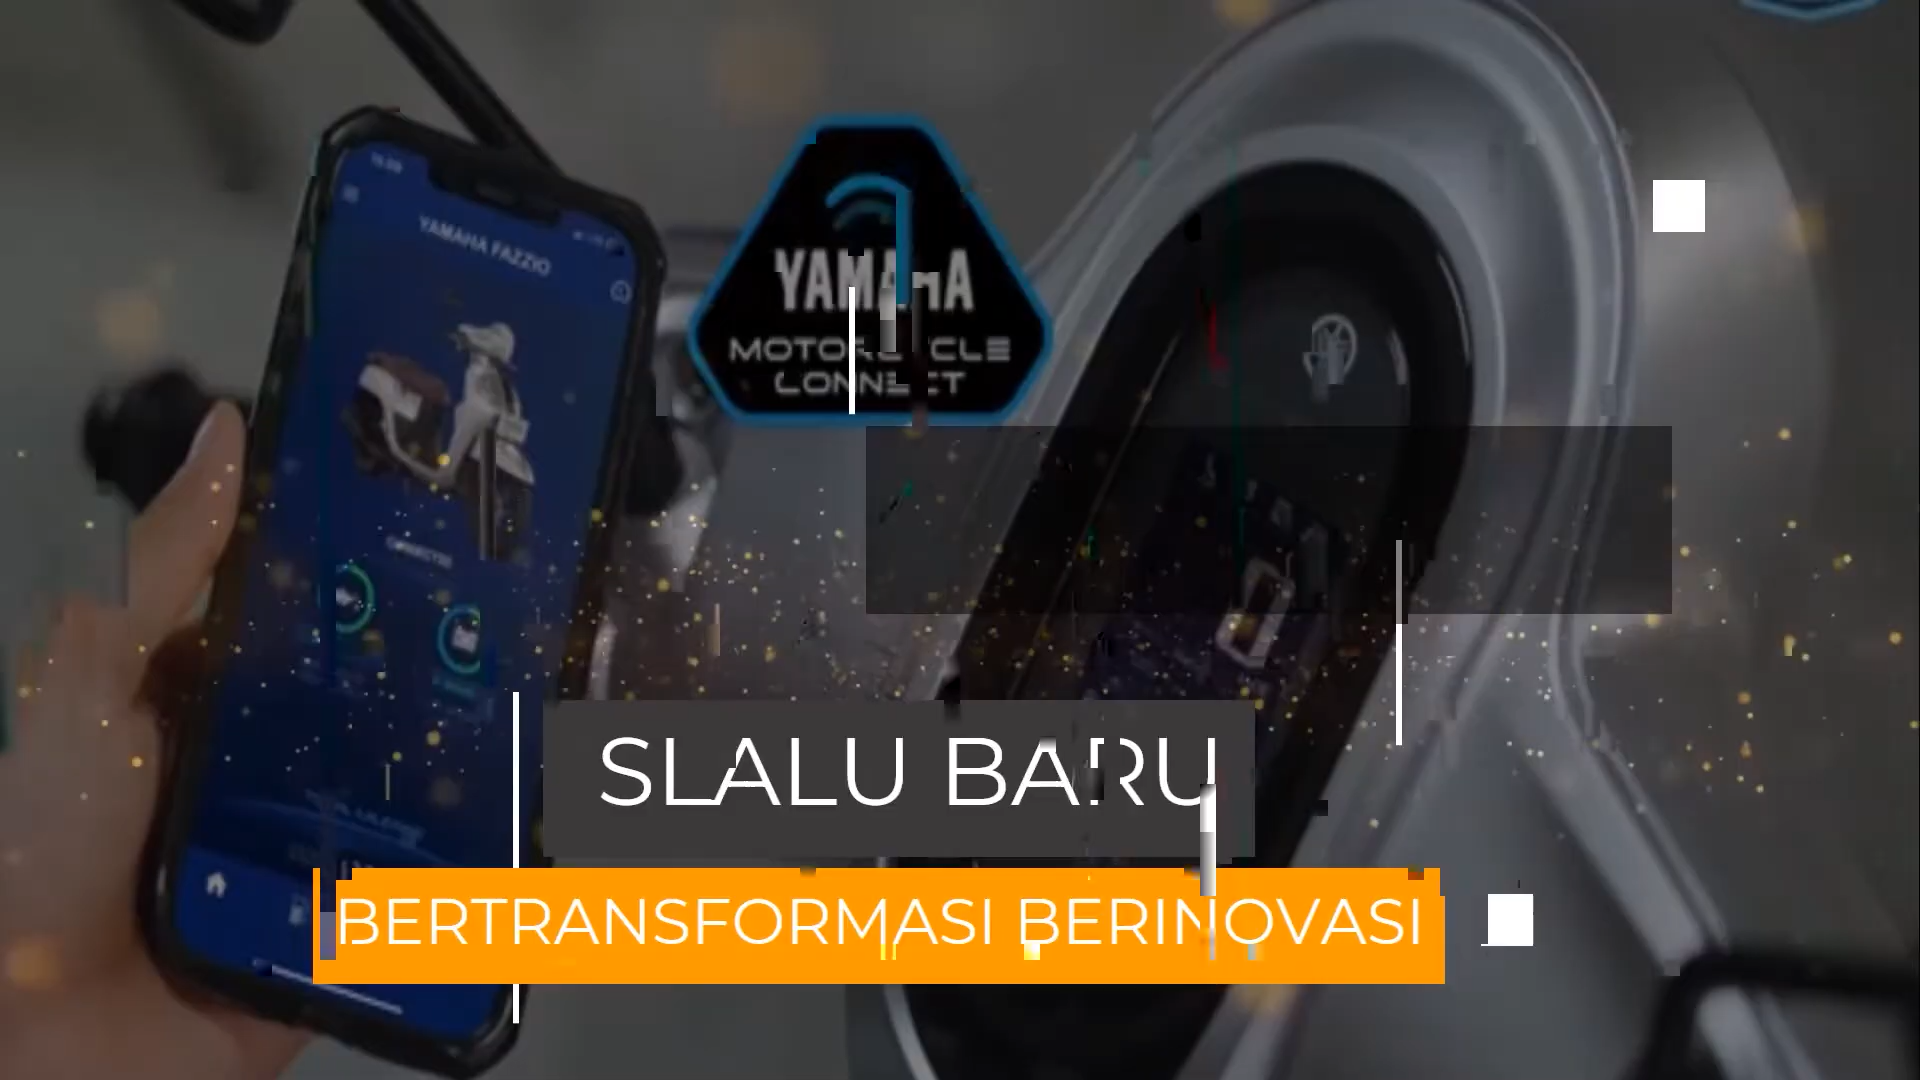 YAMAHA FAZZIO
YAMAHA
MOTORCYCLE
CONNECT
SLALU BARU
BERTRANSFORMASI BERINOVASI